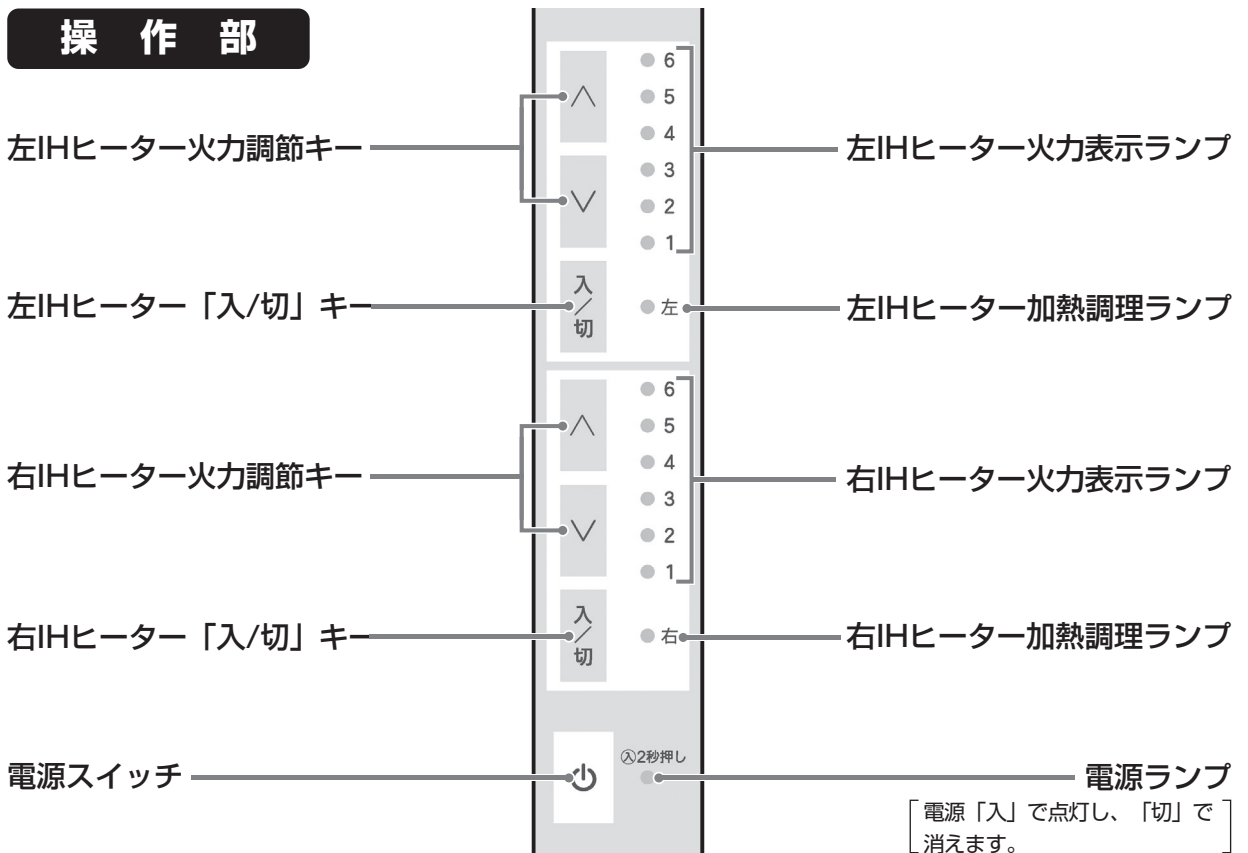 操作部
左IHヒーター火力調節キー
6
5
4
3
2
1
左IHヒーター火力表示ランプ
左IHヒーター「入/切」キー
入/切
左
左IHヒーター加熱調理ランプ
右IHヒーター火力調節キー
6
5
4
3
2
1
右IHヒーター火力表示ランプ
右IHヒーター「入/切」キー
入/切
右
右IHヒーター加熱調理ランプ
電源スイッチ
㊅2秒押し
電源ランプ
電源「入」で点灯し、「切」で
消えます。